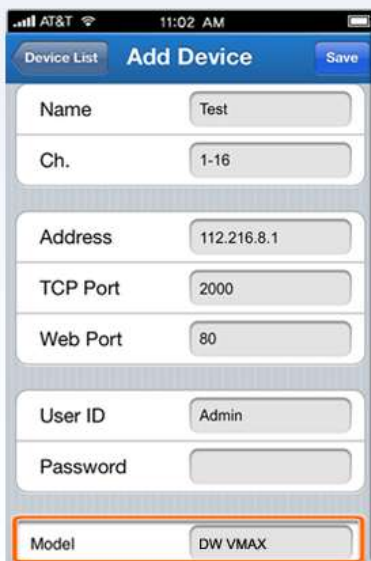 AT&T 11:02 AM
Device List Add Device Save
Name Test
Ch. 1-16
Address 112.216.8.1
TCP Port 2000
Web Port 80
User ID Admin
Password
Model DW VMAX